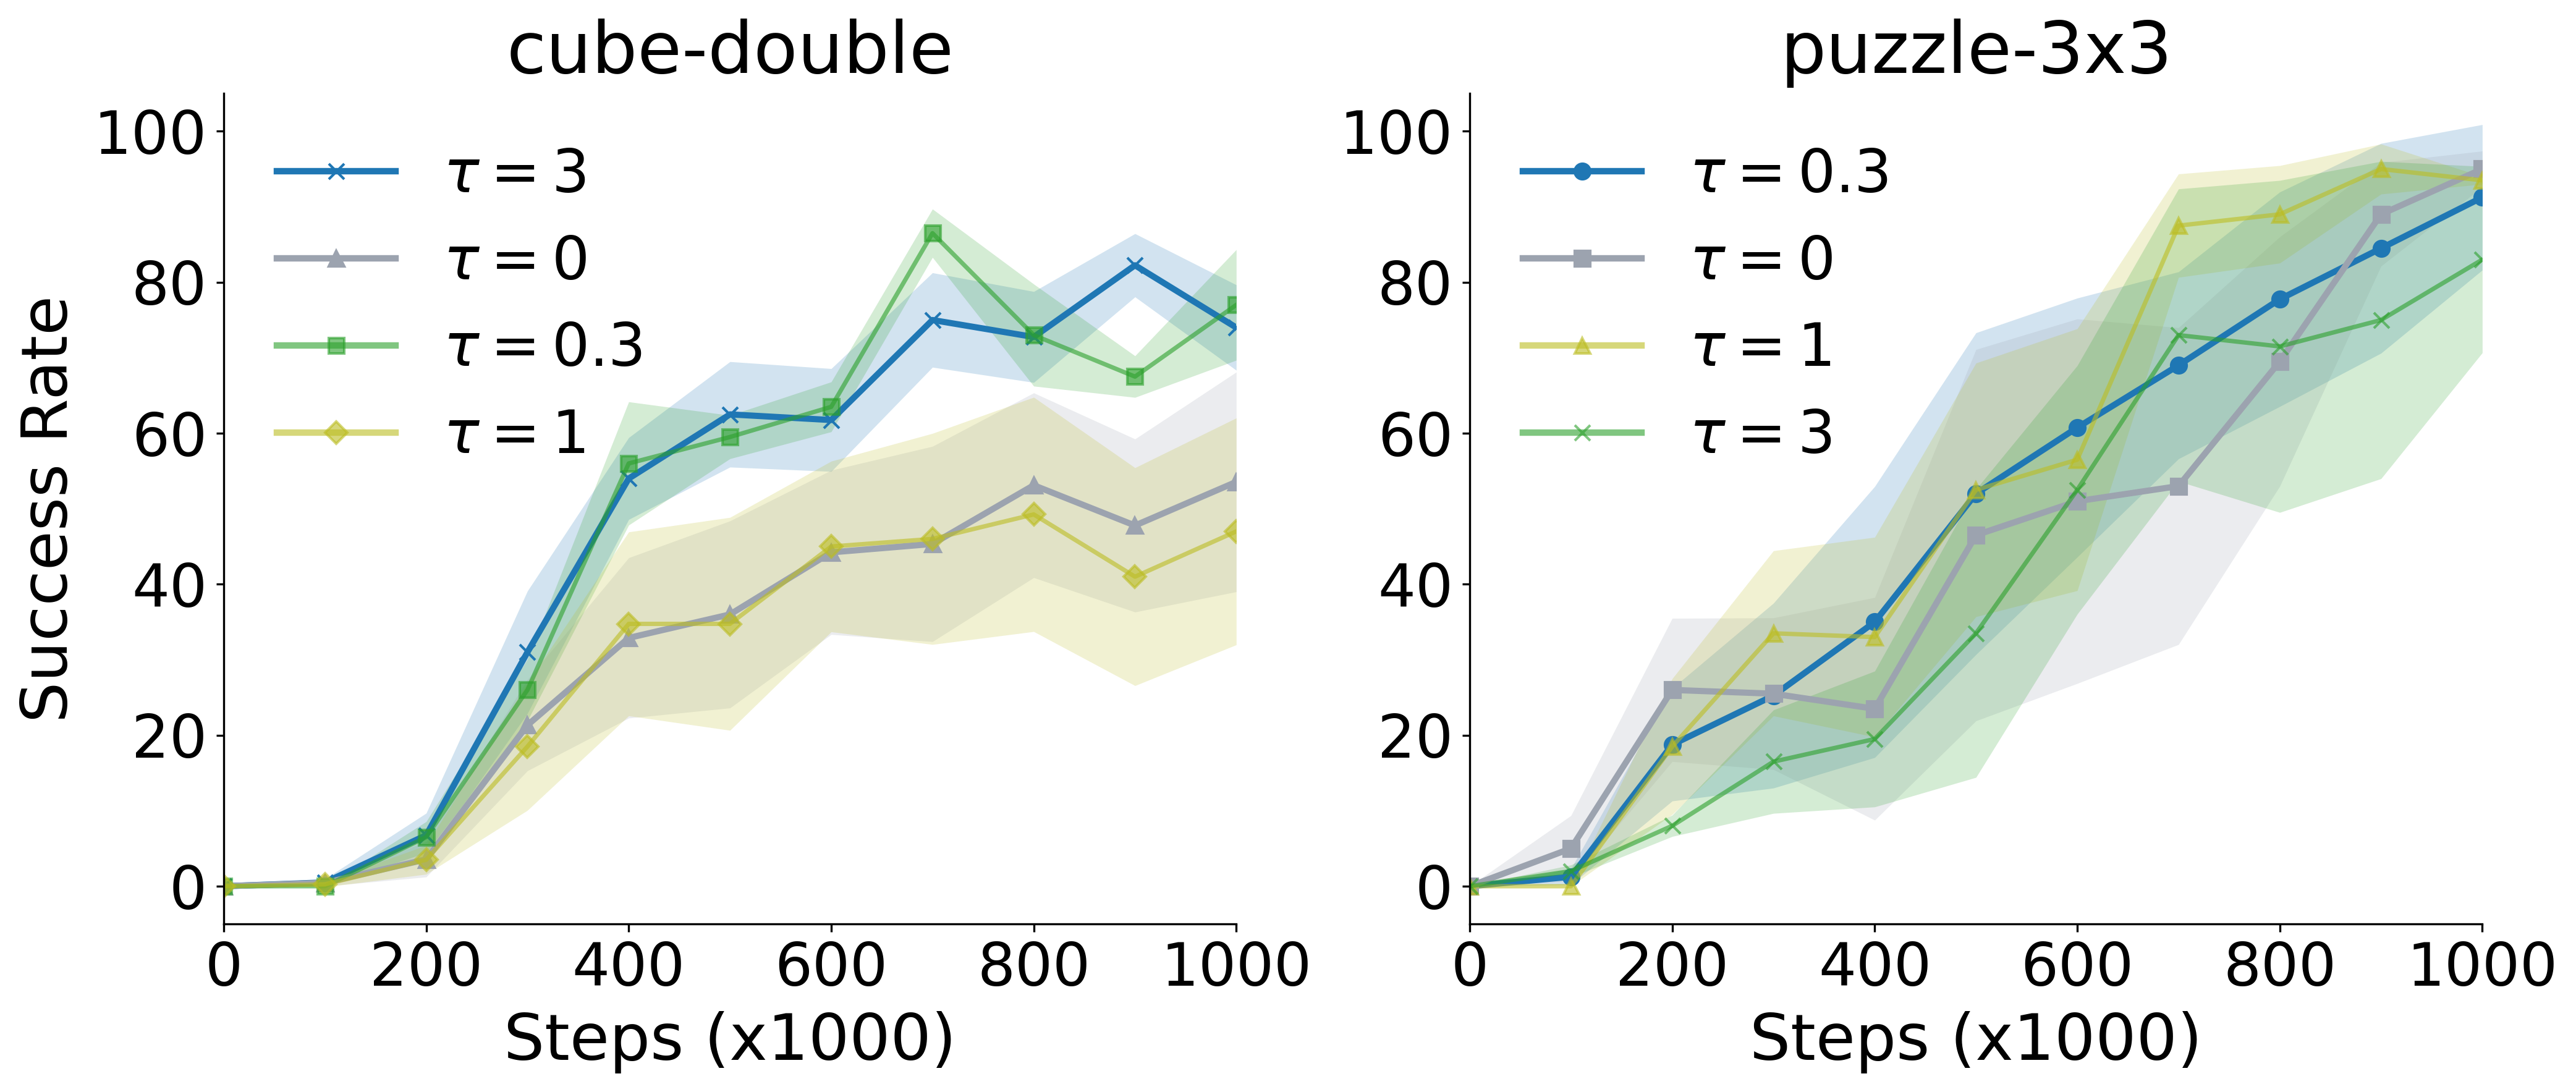 cube-double
Success Rate
100
80
60
40
20
0
τ = 3
τ = 0
τ = 0.3
τ = 1
0 200 400 600 800 1000
Steps (x1000)
puzzle-3x3
100
80
60
40
20
0
τ = 0.3
τ = 0
τ = 1
τ = 3
0 200 400 600 800 1000
Steps (x1000)